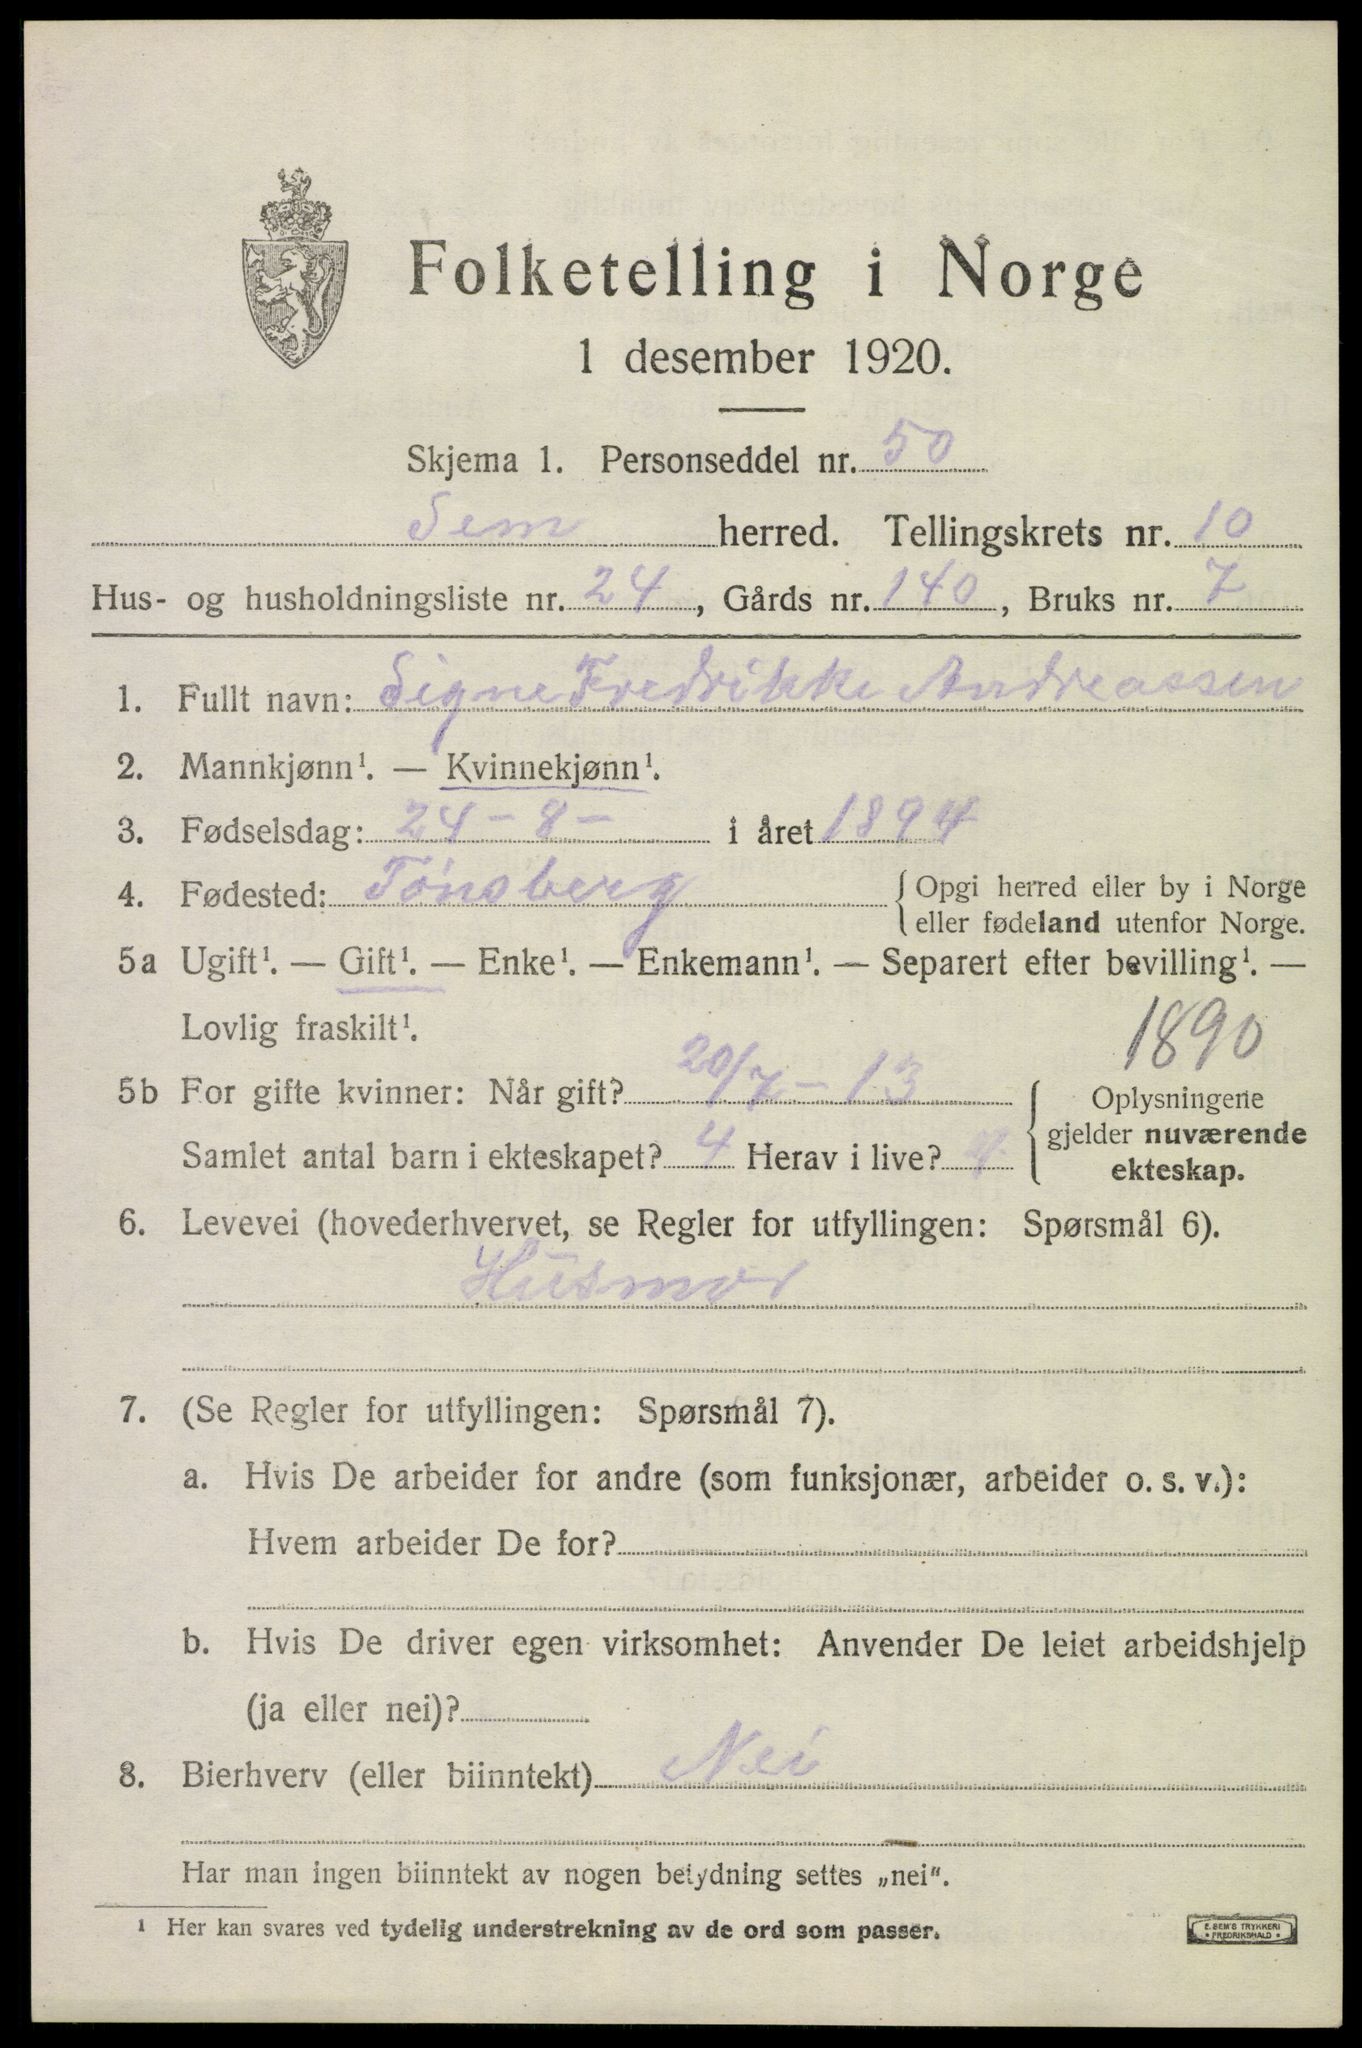 Folketelling i Norge
1 desember 1920.
Skjema 1. Personseddel nr. 50
Sem herred. Tellingskrets nr. 10
Hus- og husholdningsliste nr. 24, Gårds nr. 140, Bruks nr. 7
1. Fullt navn: Signe Fredrikke Andreassen
2. Mannkjønn¹. — Kvinnekjønn¹.
3. Fødselsdag: 24-8- i året 1894
4. Fødested: Tönsberg { Opgi herred eller by i Norge
eller fødeland utenfor Norge.
5a Ugift¹. — Gift¹. — Enke¹. — Enkemann¹. — Separert efter bevilling¹. —
Lovlig fraskilt¹. 1890
5b For gifte kvinner: Når gift? 20/7 - 13 { Oplysningene
gjelder nuværende
Samlet antal barn i ekteskapet? 4 Herav i live? 4
ekteskap.
6. Levevei (hovederhvervet, se Regler for utfyllingen: Spørsmål 6).
Husmor
7. (Se Regler for utfyllingen: Spørsmål 7).
a. Hvis De arbeider for andre (som funksjonær, arbeider o. s. v.):
Hvem arbeider De for?
b. Hvis De driver egen virksomhet: Anvender De leiet arbeidshjelp
(ja eller nei)?
8. Bierhverv (eller biinntekt) Nei
Har man ingen biinntekt av nogen betydning settes „nei“.
¹ Her kan svares ved tydelig understrekning av de ord som passer.
E. SEM'S TRYKKERI
FREDRIKSHALD